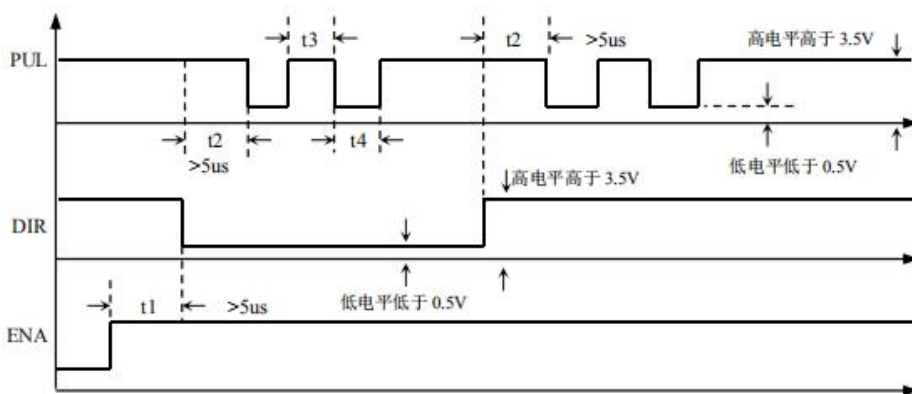 t3
t2
>5us
高电平高于 3.5V
PUL
t2
t4
>5us
低电平低于 0.5V
高电平高于 3.5V
DIR
t1
>5us
低电平低于 0.5V
ENA